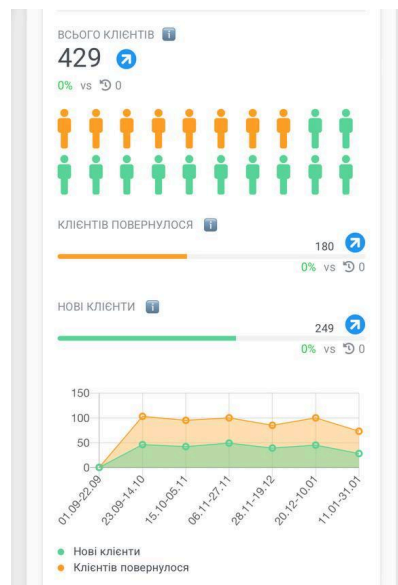 ВСЬОГО КЛІЄНТІВ
429
0% vs 0
КЛІЄНТІВ ПОВЕРНУЛОСЯ
180
0% vs 0
НОВІ КЛІЄНТИ
249
0% vs 0
150
100
50
0
01.09-22.09
23.09-14.10
15.10-05.11
06.11-27.11
28.11-19.12
20.12-10.01
11.01-31.01
Нові клієнти
Клієнтів повернулося